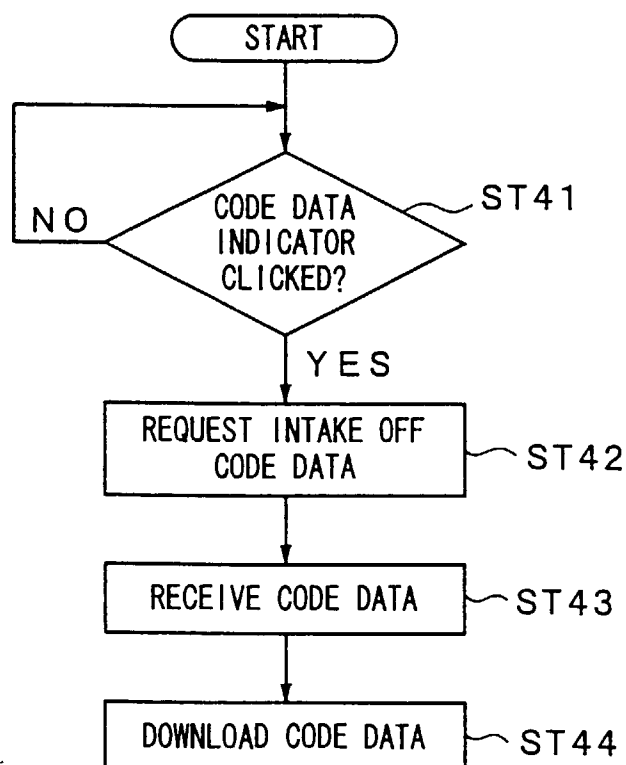 START
CODE DATA
INDICATOR
CLICKED?
ST41
NO
YES
REQUEST INTAKE OFF
CODE DATA
ST42
RECEIVE CODE DATA
ST43
DOWNLOAD CODE DATA
ST44